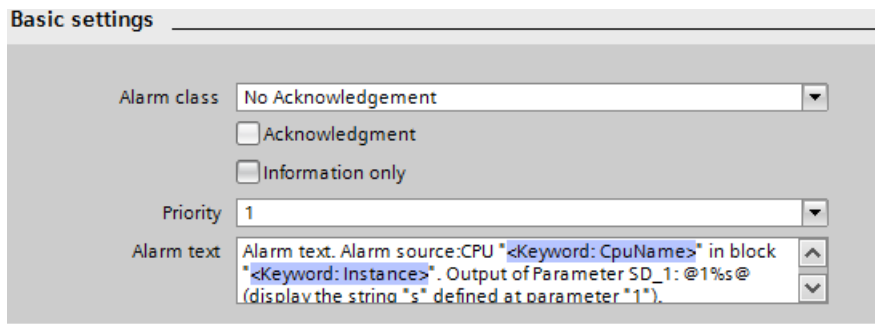 Basic settings
Alarm class No Acknowledgement
Acknowledgment
Information only
Priority 1
Alarm text Alarm text. Alarm source:CPU "<Keyword: CpuName>" in block
"<Keyword: Instance>". Output of Parameter SD_1: @1%s@
(display the string "s" defined at parameter "1").